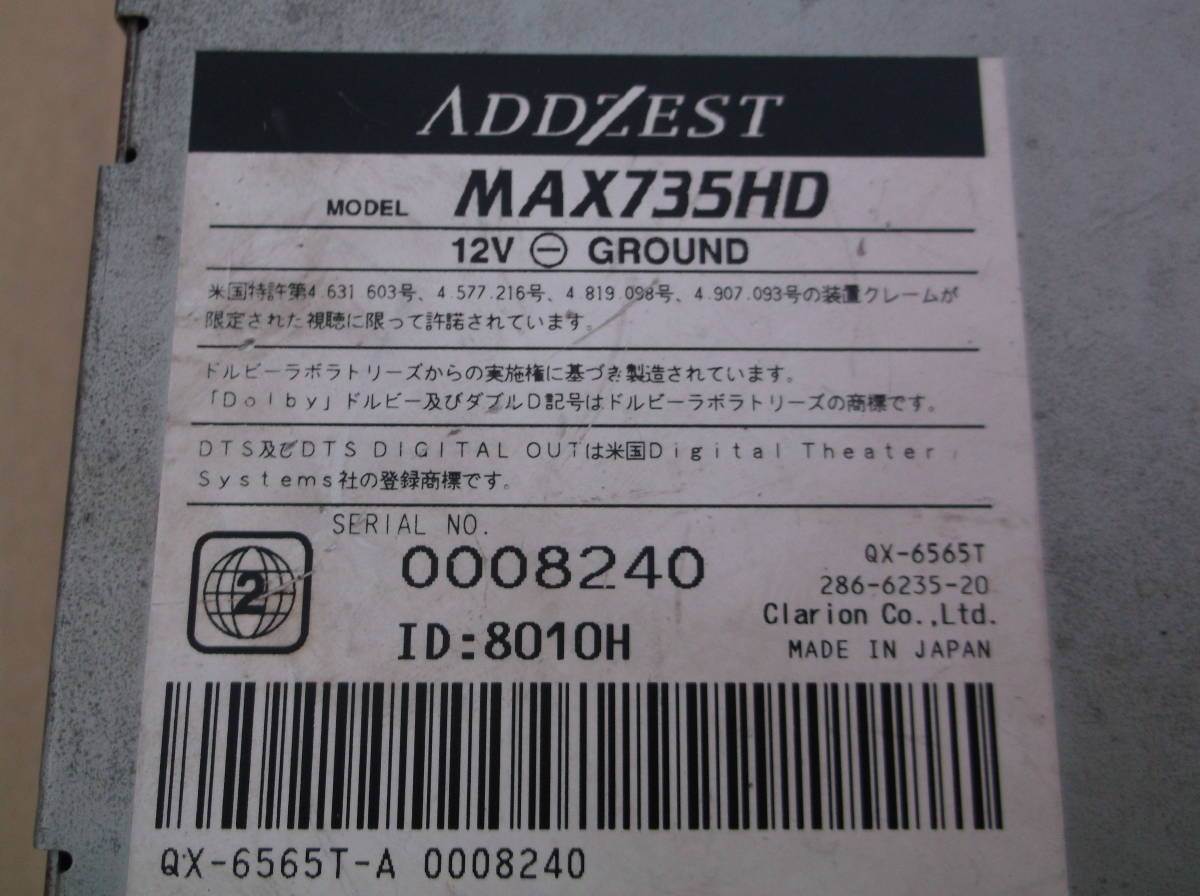 ADDZEST
MODEL MAX735HD
12V ⊖ GROUND
米国特許第4.631.603号、4.577.216号、4.819.098号、4.907.093号の装置クレームが
限定された視聴に限って許諾されています。
ドルビーラボラトリーズからの実施権に基づき製造されています。
「Dolby」ドルビー及びダブルD記号はドルビーラボラトリーズの商標です。
DTS及びDTS DIGITAL OUTは米国Digital Theater
Systems社の登録商標です。
SERIAL NO.
0008240
ID:8010H
2
QX-6565T
286-6235-20
Clarion Co.,Ltd.
MADE IN JAPAN
QX-6565T-A 0008240